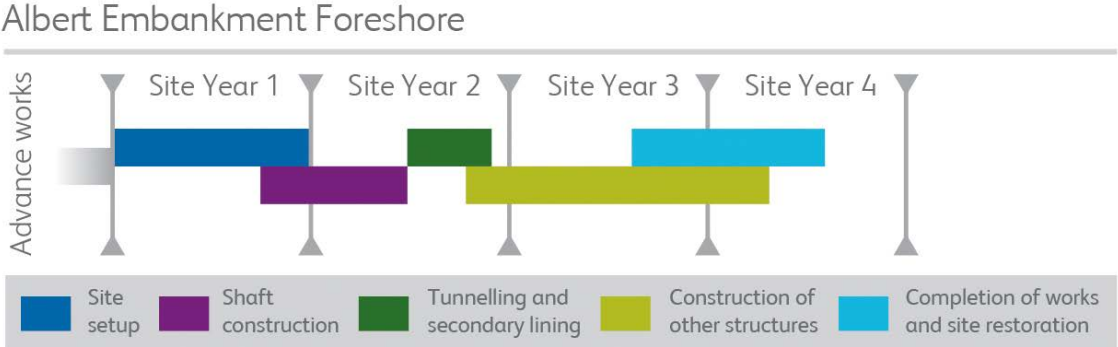 Albert Embankment Foreshore
Advance works
Site Year 1
Site Year 2
Site Year 3
Site Year 4
Site
setup
Shaft
construction
Tunnelling and
secondary lining
Construction of
other structures
Completion of works
and site restoration